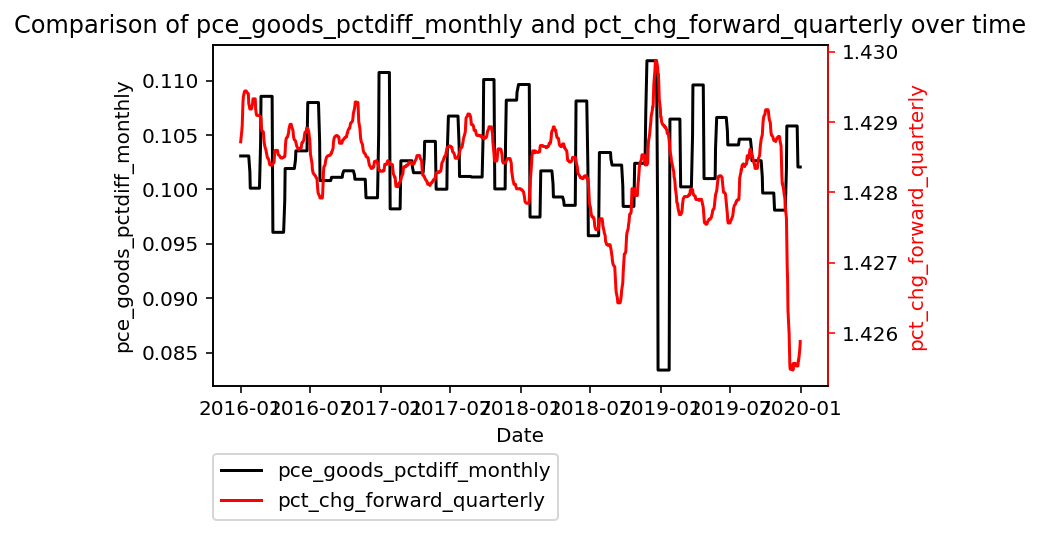 Comparison of pce_goods_pctdiff_monthly and pct_chg_forward_quarterly over time
pce_goods_pctdiff_monthly
0.110
0.105
0.100
0.095
0.090
0.085
1.430
1.429
1.428
1.427
1.426
pct_chg_forward_quarterly
2016-01 2016-07 2017-01 2017-07 2018-01 2018-07 2019-01 2019-07 2020-01
Date
pce_goods_pctdiff_monthly
pct_chg_forward_quarterly